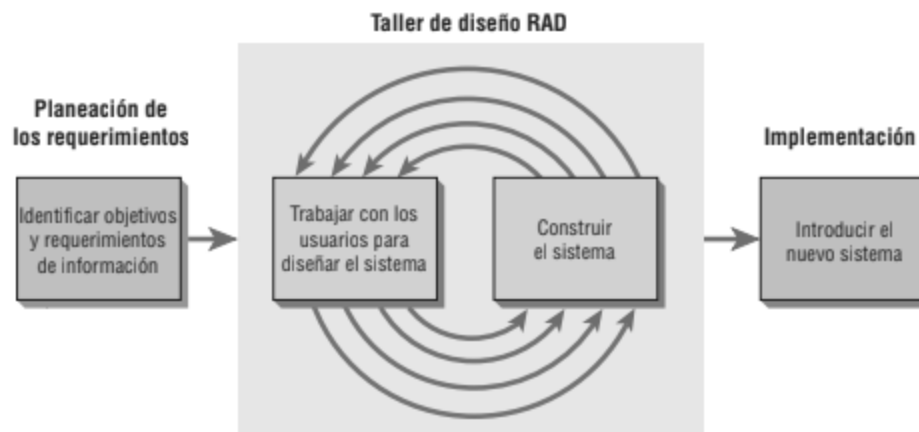 Taller de diseño RAD
Planeación de
los requerimientos
Implementación
Identificar objetivos
y requerimientos
de información
Trabajar con los
usuarios para
diseñar el sistema
Construir
el sistema
Introducir el
nuevo sistema